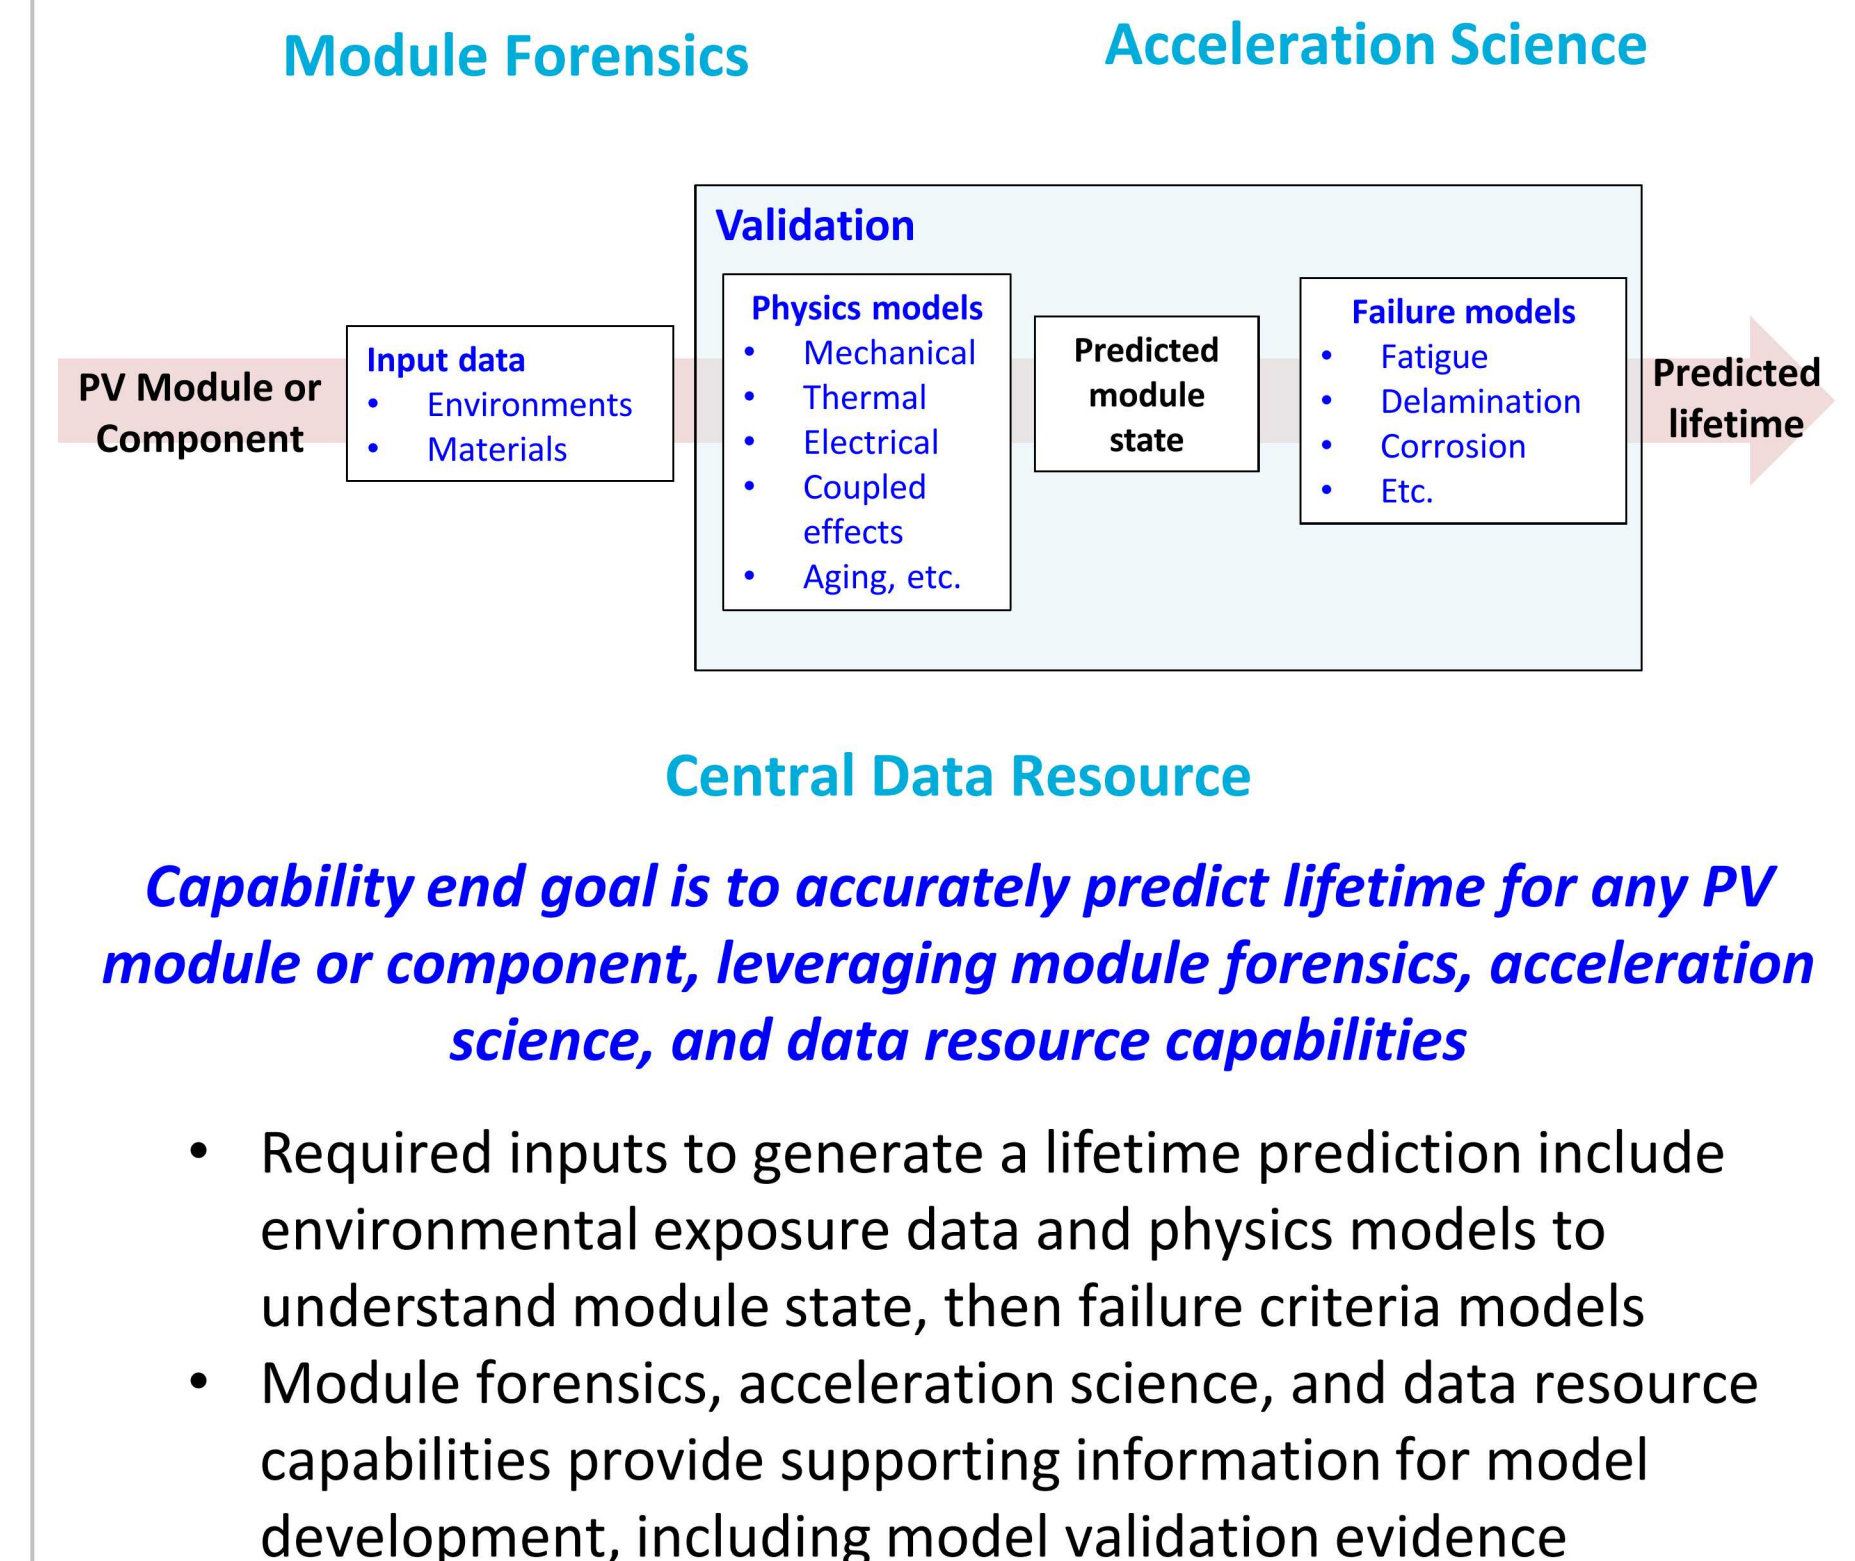 Module Forensics
Acceleration Science
PV Module or
Component
Input data
• Environments
• Materials
Validation
Physics models
• Mechanical
• Thermal
• Electrical
• Coupled
effects
• Aging, etc.
Predicted
module
state
Failure models
• Fatigue
• Delamination
• Corrosion
• Etc.
Predicted
lifetime
Central Data Resource
Capability end goal is to accurately predict lifetime for any PV
module or component, leveraging module forensics, acceleration
science, and data resource capabilities
• Required inputs to generate a lifetime prediction include
environmental exposure data and physics models to
understand module state, then failure criteria models
• Module forensics, acceleration science, and data resource
capabilities provide supporting information for model
development, including model validation evidence